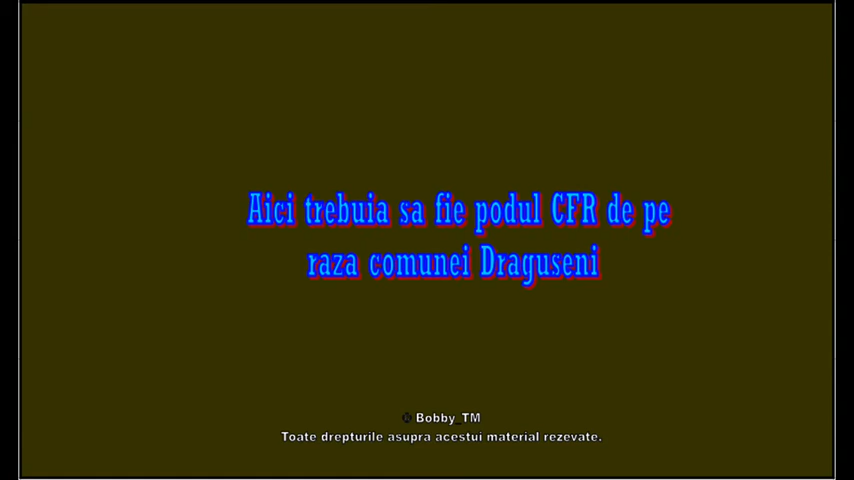 Aici trebuia sa fie podul CFR de pe
raza comunei Draguseni
® Bobby_TM
Toate drepturile asupra acestui material rezevate.